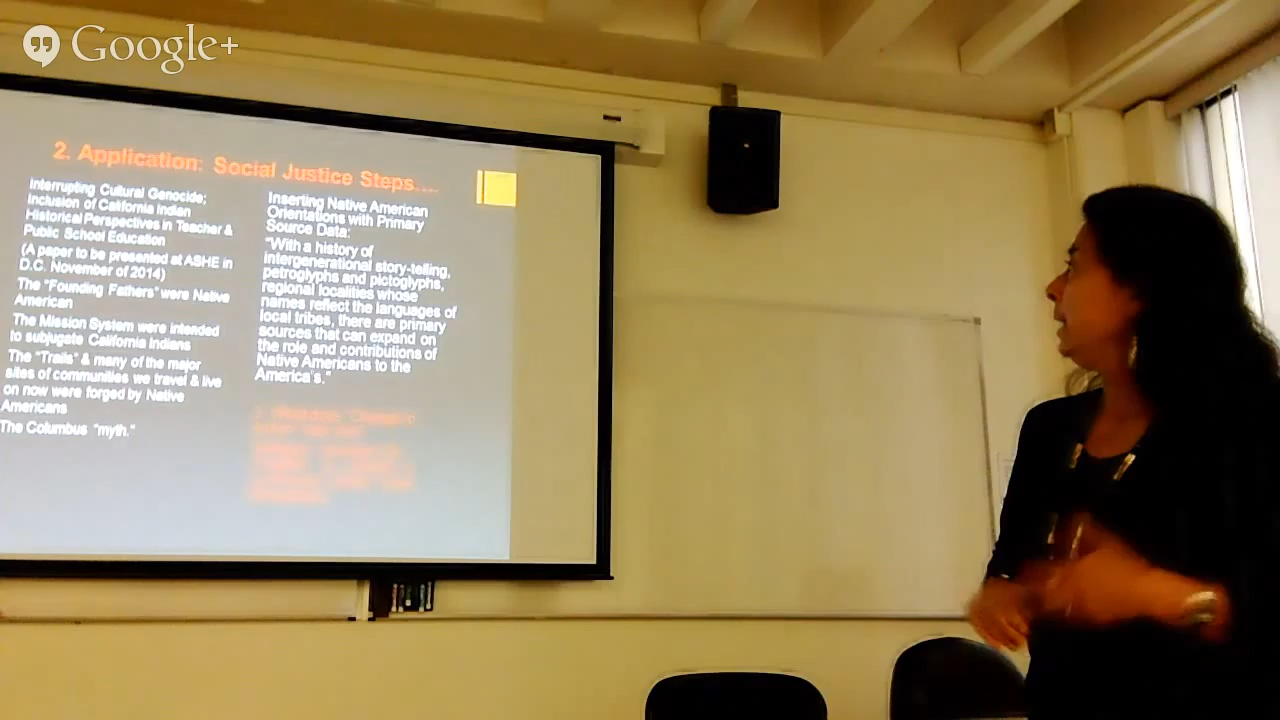 Google+
2. Application: Social Justice Steps....
Interrupting Cultural Genocide;
Inclusion of California Indian
Historical Perspectives in Teacher &
Public School Education
(A paper to be presented at ASHE in
D.C. November of 2014)
The "Founding Fathers" were Native
American
The Mission System were intended
to subjugate California Indians
The "Trails" & many of the major
sites of communities we travel & live
on now were forged by Native
Americans
The Columbus "myth."
Inserting Native American
Orientations with Primary
Source Data:
"With a history of
intergenerational story-telling,
petroglyphs and pictoglyphs,
regional localities whose
names reflect the languages of
local tribes, there are primary
sources that can expand on
the role and contributions of
Native Americans to the
America's."